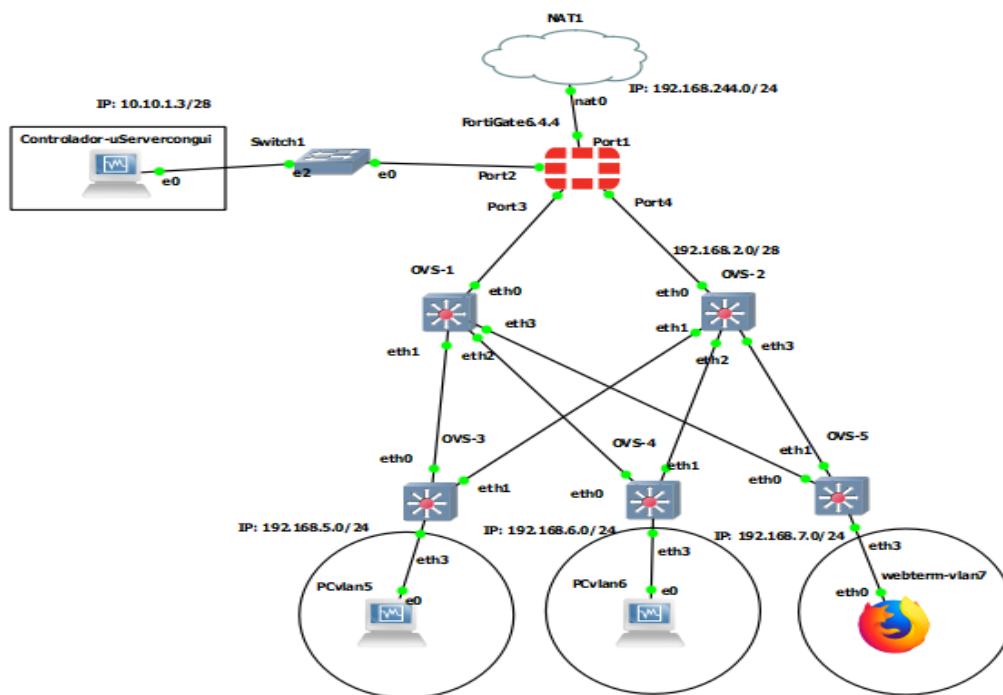 NAT1
IP: 192.168.244.0/24
nat0
IP: 10.10.1.3/28
FortiGate6.4.4
Controlador-uServercongui
Switch1
Port1
e0
e2
e0
Port2
Port3
Port4
192.168.2.0/28
OVS-1
OVS-2
eth0
eth0
eth3
eth1
eth1
eth2
eth2
eth3
OVS-3
OVS-4
OVS-5
eth0
eth1
eth1
eth1
eth0
eth0
IP: 192.168.5.0/24
IP: 192.168.6.0/24
IP: 192.168.7.0/24
eth3
eth3
eth3
PCvlan5
PCvlan6
webterm-vlan7
e0
e0
eth0